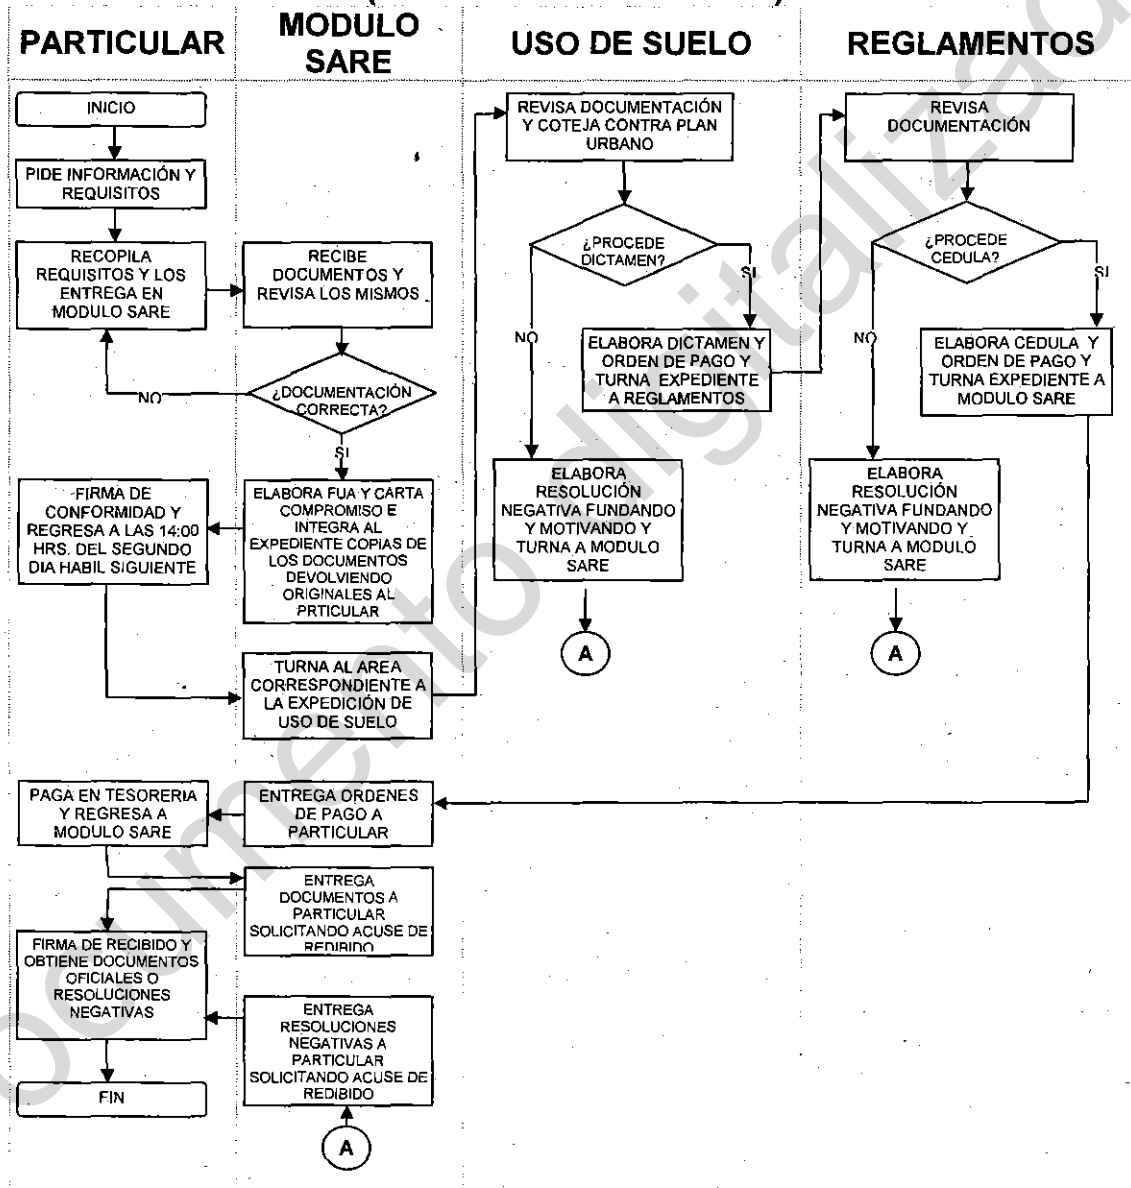 PARTICULAR
MODULO
SARE
USO DE SUELO
REGLAMENTOS
INICIO
PIDE INFORMACIÓN Y
REQUISITOS
RECOPILA
REQUISITOS Y LOS
ENTREGA EN
MODULO SARE
RECIBE
DOCUMENTOS Y
REVISA LOS MISMOS
¿DOCUMENTACIÓN
CORRECTA?
NO
SI
FIRMA DE
CONFORMIDAD Y
REGRESA A LAS 14:00
HRS. DEL SEGUNDO
DIA HABIL SIGUIENTE
ELABORA FUA Y CARTA
COMPROMISO E
INTEGRA AL
EXPEDIENTE COPIAS DE
LOS DOCUMENTOS
DEVOLVIENDO
ORIGINALES AL
PRTICULAR
TURNA AL AREA
CORRESPONDIENTE A
LA EXPEDICIÓN DE
USO DE SUELO
REVISA DOCUMENTACIÓN
Y COTEJA CONTRA PLAN
URBANO
¿PROCEDE
DICTAMEN?
SI
NO
ELABORA DICTAMEN Y
ORDEN DE PAGO Y
TURNA EXPEDIENTE
A REGLAMENTOS
ELABORA
RESOLUCIÓN
NEGATIVA FUNDANDO
Y MOTIVANDO Y
TURNA A MODULO
SARE
A
REVISA
DOCUMENTACIÓN
¿PROCEDE
CEDULA?
SI
NO
ELABORA CEDULA Y
ORDEN DE PAGO Y
TURNA EXPEDIENTE A
MODULO SARE
ELABORA
RESOLUCIÓN
NEGATIVA FUNDANDO
Y MOTIVANDO Y
TURNA A MODULO
SARE
A
PAGA EN TESORERIA
Y REGRESA A
MODULO SARE
ENTREGA ORDENES
DE PAGO A
PARTICULAR
ENTREGA
DOCUMENTOS A
PARTICULAR
SOLICITANDO ACUSE DE
REDIBIDO
FIRMA DE RECIBIDO Y
OBTIENE DOCUMENTOS
OFICIALES O
RESOLUCIONES
NEGATIVAS
ENTREGA
RESOLUCIONES
NEGATIVAS A
PARTICULAR
SOLICITANDO ACUSE DE
REDIBIDO
FIN
A
documento digitalizad